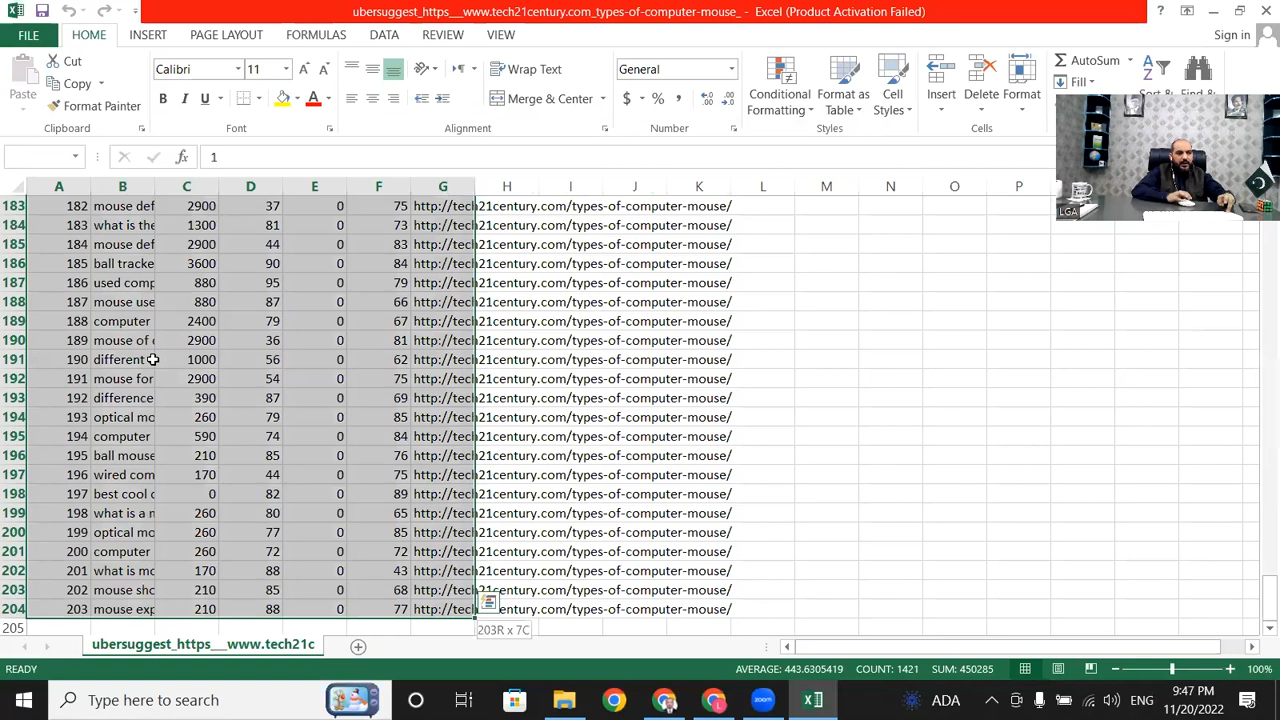 ubersuggest_https___www.tech21century.com_types-of-computer-mouse_ - Excel (Product Activation Failed)
FILE HOME INSERT PAGE LAYOUT FORMULAS DATA REVIEW VIEW Sign in
Paste Cut Copy Format Painter Clipboard
Calibri 11 B I U A Font
Wrap Text Merge & Center Alignment
General $ % , Number
Conditional Formatting Format as Table Cell Styles Styles
Insert Delete Format Cells
AutoSum Fill Sort & Find &
LGA
fx 1
A B C D E F G H I J K L M N O P
183 182 mouse def 2900 37 0 75 http://tech21century.com/types-of-computer-mouse/
184 183 what is the 1300 81 0 73 http://tech21century.com/types-of-computer-mouse/
185 184 mouse def 2900 44 0 83 http://tech21century.com/types-of-computer-mouse/
186 185 ball tracke 3600 90 0 84 http://tech21century.com/types-of-computer-mouse/
187 186 used comp 880 95 0 79 http://tech21century.com/types-of-computer-mouse/
188 187 mouse use 880 87 0 66 http://tech21century.com/types-of-computer-mouse/
189 188 computer 2400 79 0 67 http://tech21century.com/types-of-computer-mouse/
190 189 mouse of c 2900 36 0 81 http://tech21century.com/types-of-computer-mouse/
191 190 different 1000 56 0 62 http://tech21century.com/types-of-computer-mouse/
192 191 mouse for 2900 54 0 75 http://tech21century.com/types-of-computer-mouse/
193 192 difference 390 87 0 69 http://tech21century.com/types-of-computer-mouse/
194 193 optical mo 260 79 0 85 http://tech21century.com/types-of-computer-mouse/
195 194 computer 590 74 0 84 http://tech21century.com/types-of-computer-mouse/
196 195 ball mouse 210 85 0 76 http://tech21century.com/types-of-computer-mouse/
197 196 wired com 170 44 0 75 http://tech21century.com/types-of-computer-mouse/
198 197 best cool c 0 82 0 89 http://tech21century.com/types-of-computer-mouse/
199 198 what is a n 260 80 0 65 http://tech21century.com/types-of-computer-mouse/
200 199 optical mo 260 77 0 85 http://tech21century.com/types-of-computer-mouse/
201 200 computer 260 72 0 72 http://tech21century.com/types-of-computer-mouse/
202 201 what is mo 170 88 0 43 http://tech21century.com/types-of-computer-mouse/
203 202 mouse sho 210 85 0 68 http://tech21century.com/types-of-computer-mouse/
204 203 mouse exp 210 88 0 77 http://tech21century.com/types-of-computer-mouse/
205 203R x 7C
ubersuggest_https___www.tech21c
READY AVERAGE: 443.6305419 COUNT: 1421 SUM: 450285 100%
Type here to search ADA ENG 9:47 PM
11/20/2022